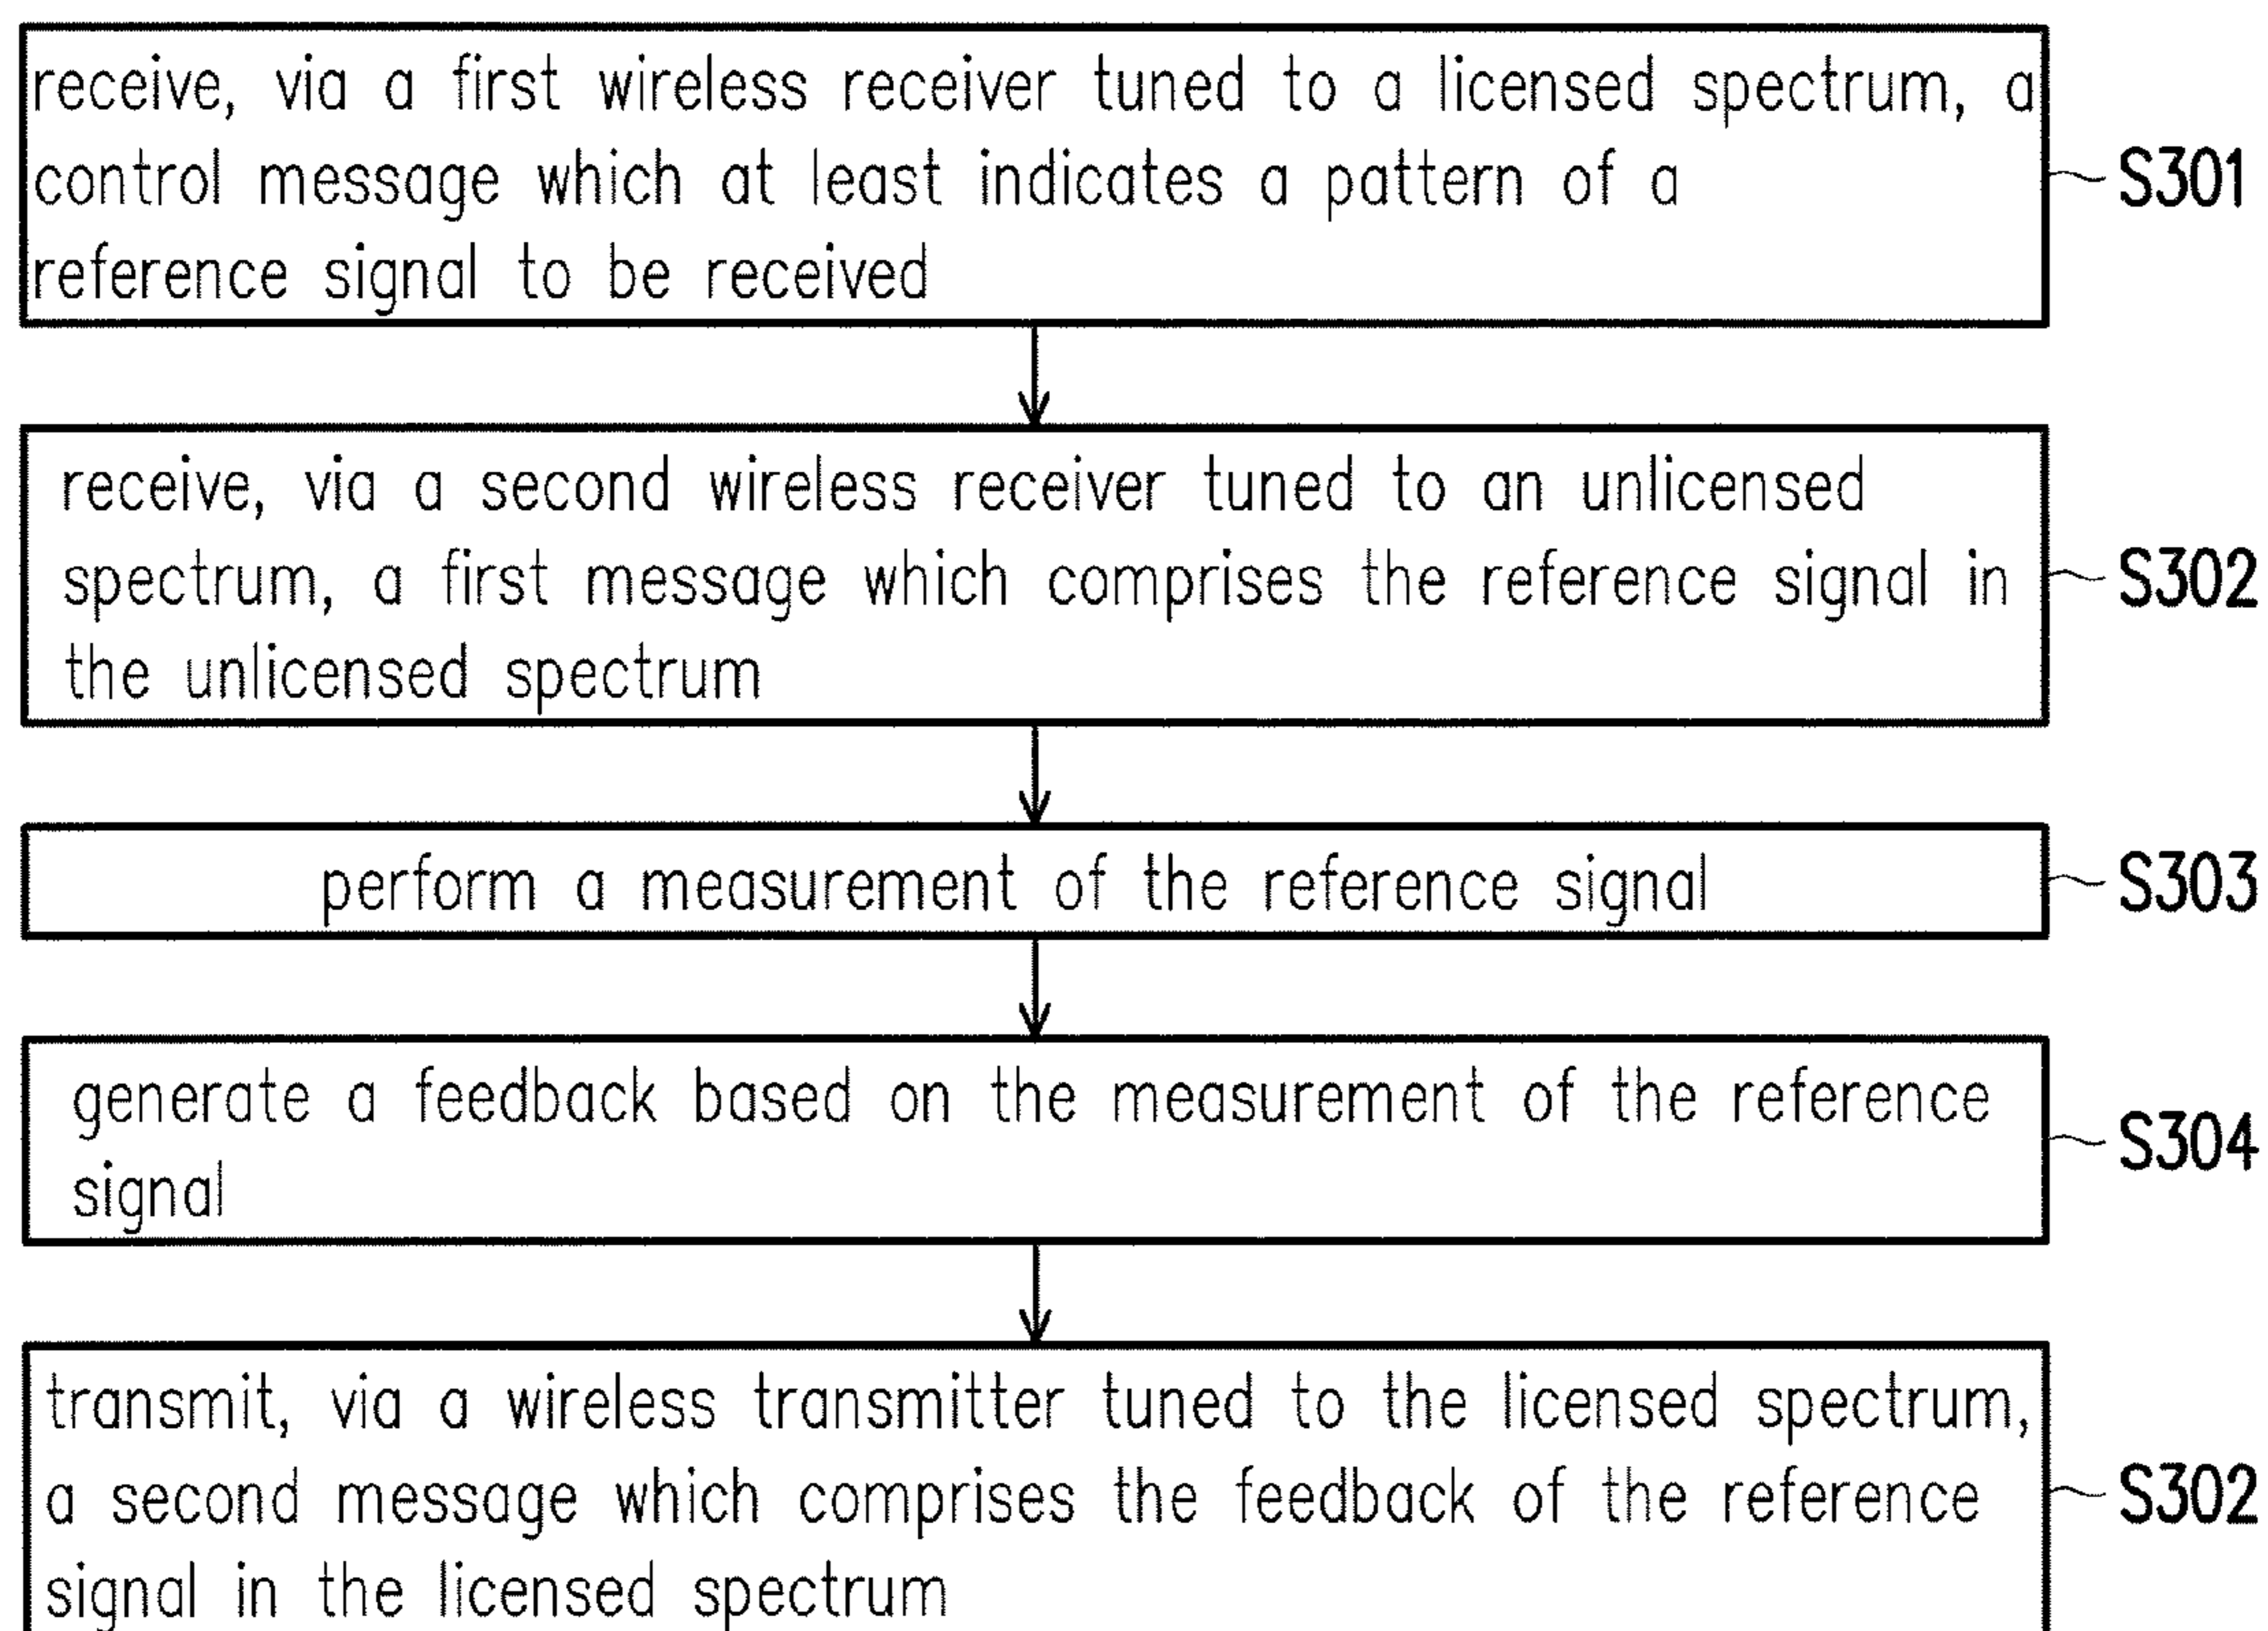 receive, via a first wireless receiver tuned to a licensed spectrum, a
control message which at least indicates a pattern of a
reference signal to be received
S301
receive, via a second wireless receiver tuned to an unlicensed
spectrum, a first message which comprises the reference signal in
the unlicensed spectrum
S302
perform a measurement of the reference signal
S303
generate a feedback based on the measurement of the reference
signal
S304
transmit, via a wireless transmitter tuned to the licensed spectrum,
a second message which comprises the feedback of the reference
signal in the licensed spectrum
S302